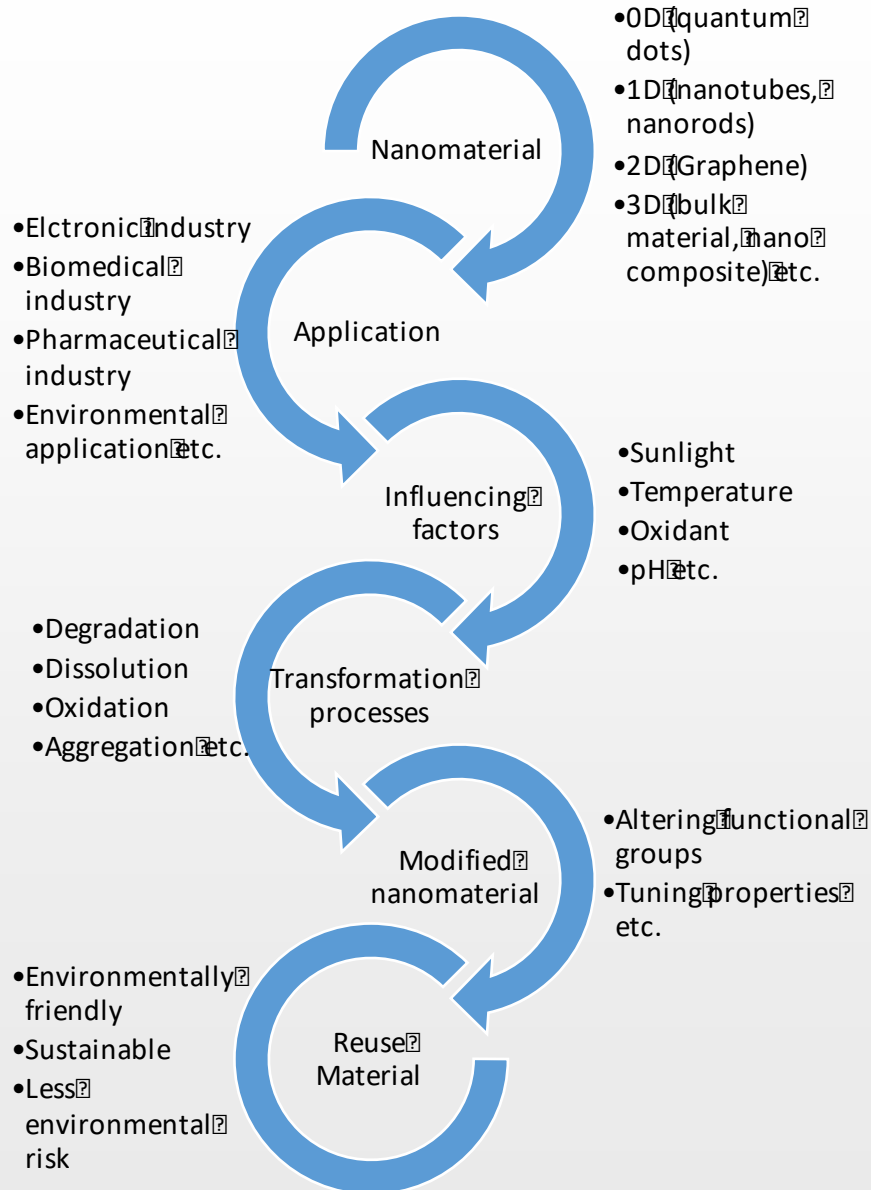 •0D (quantum
dots)
•1D (nanotubes,
nanorods)
•2D (Graphene)
•3D (bulk
material, nano
composite) etc.
Nanomaterial
•Elctronic industry
•Biomedical
industry
•Pharmaceutical
industry
•Environmental
application etc.
Application
Influencing
factors
•Sunlight
•Temperature
•Oxidant
•pH etc.
•Degradation
•Dissolution
•Oxidation
•Aggregation etc.
Transformation
processes
Modified
nanomaterial
•Altering functional
groups
•Tuning properties
etc.
•Environmentally
friendly
•Sustainable
•Less
environmental
risk
Reuse
Material